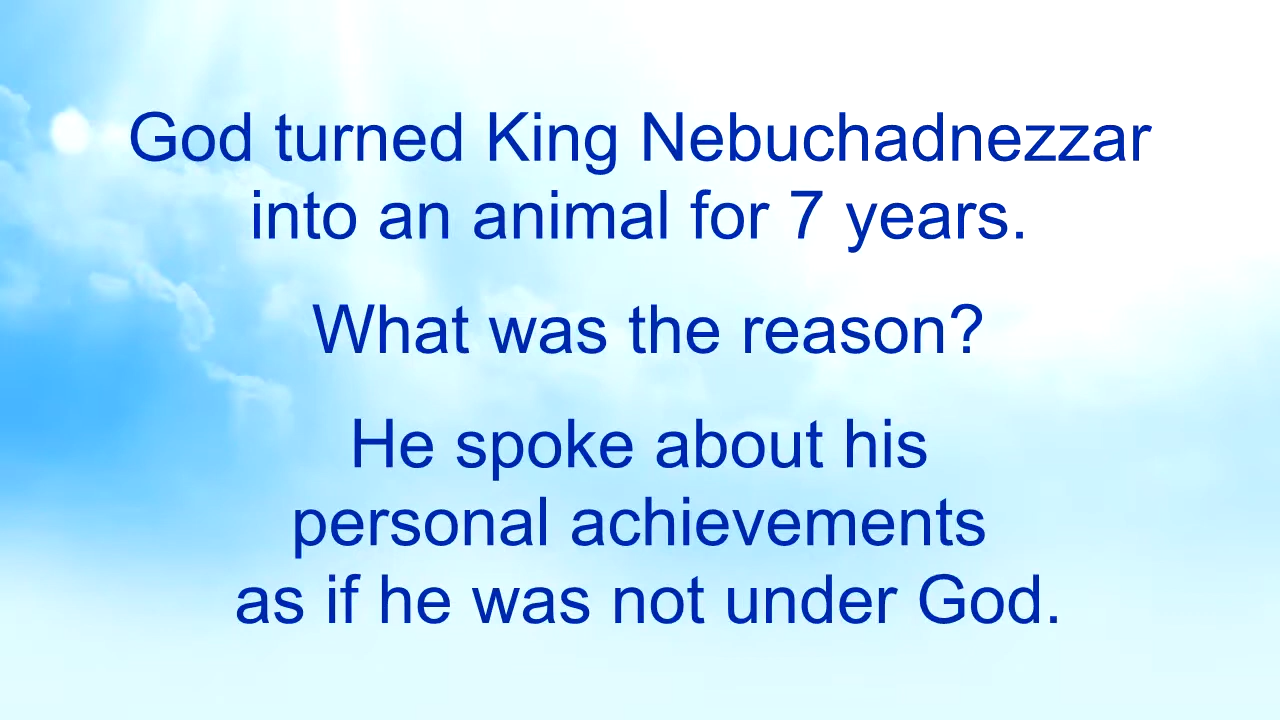 God turned King Nebuchadnezzar
into an animal for 7 years.
What was the reason?
He spoke about his
personal achievements
as if he was not under God.